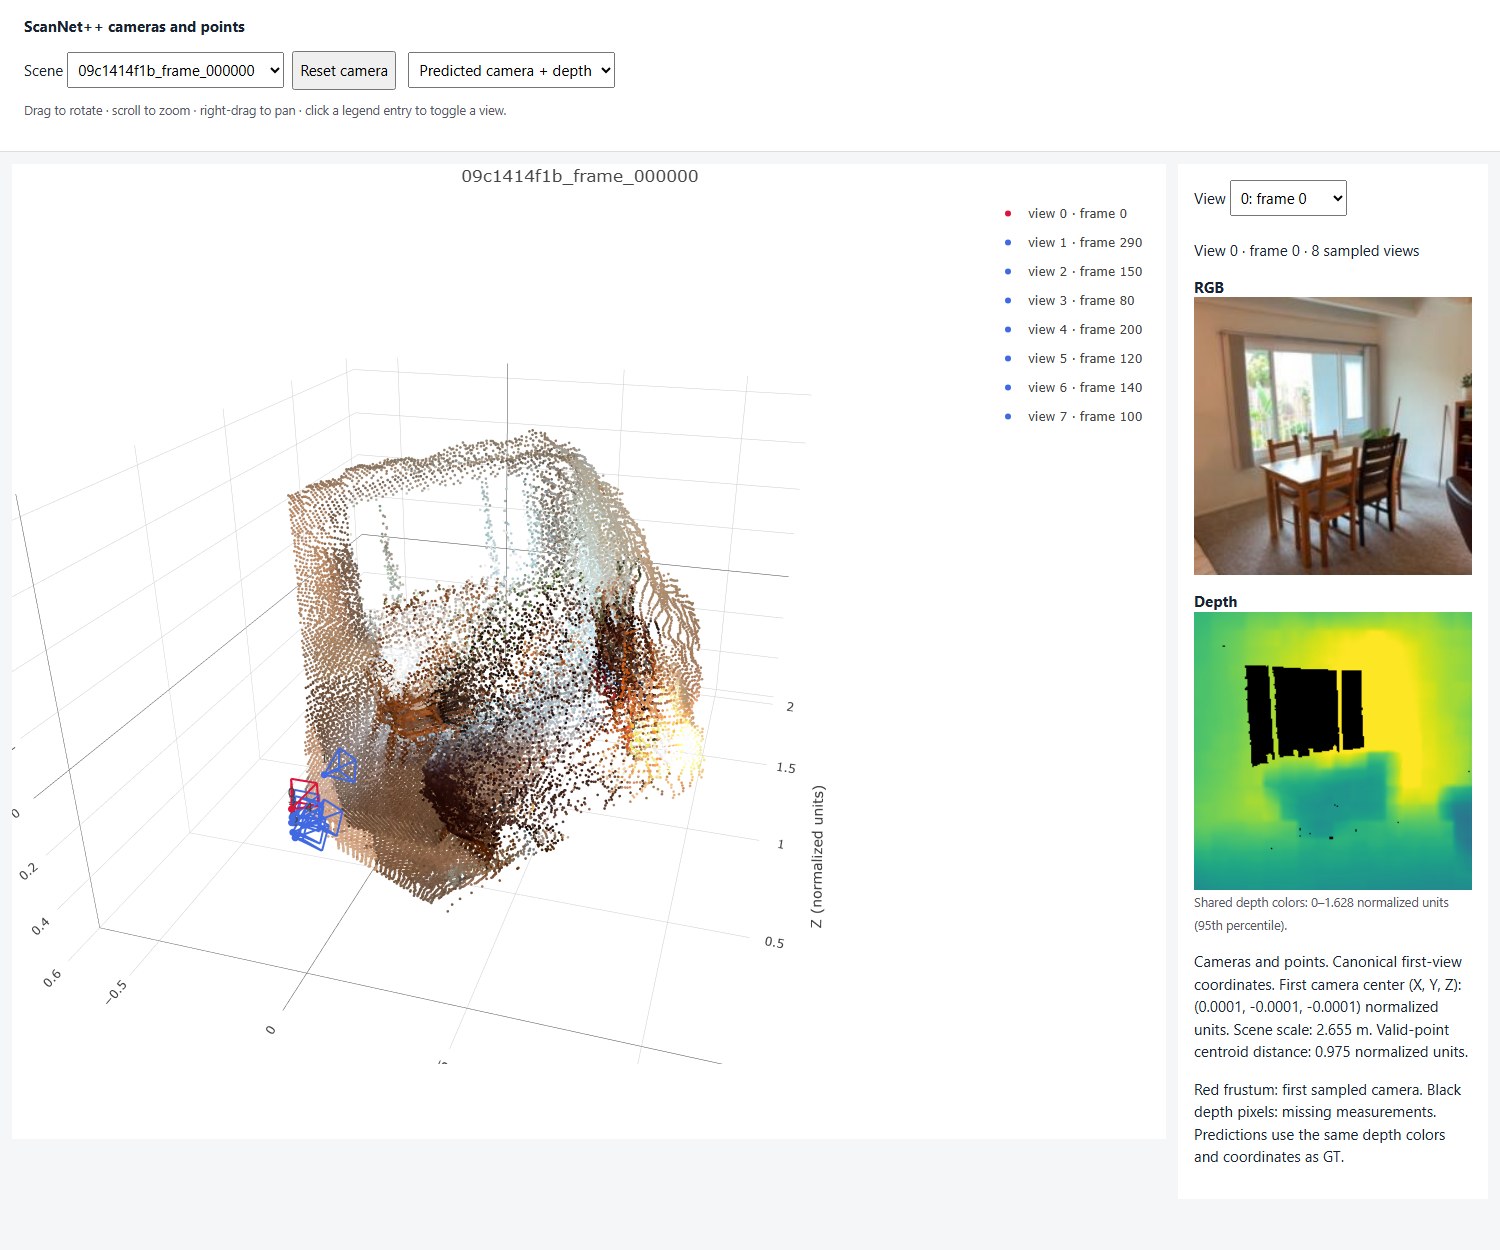 ScanNet++ cameras and points
Scene 09c1414f1b_frame_000000 Reset camera Predicted camera + depth
Drag to rotate · scroll to zoom · right-drag to pan · click a legend entry to toggle a view.
09c1414f1b_frame_000000
view 0 · frame 0
view 1 · frame 290
view 2 · frame 150
view 3 · frame 80
view 4 · frame 200
view 5 · frame 120
view 6 · frame 140
view 7 · frame 100
2
1.5
1
0.5
Z (normalized units)
0
0.2
0.4
0.6
−0.5
0
View 0: frame 0
View 0 · frame 0 · 8 sampled views
RGB
Depth
Shared depth colors: 0–1.628 normalized units
(95th percentile).
Cameras and points. Canonical first-view
coordinates. First camera center (X, Y, Z):
(0.0001, -0.0001, -0.0001) normalized
units. Scene scale: 2.655 m. Valid-point
centroid distance: 0.975 normalized units.
Red frustum: first sampled camera. Black
depth pixels: missing measurements.
Predictions use the same depth colors
and coordinates as GT.